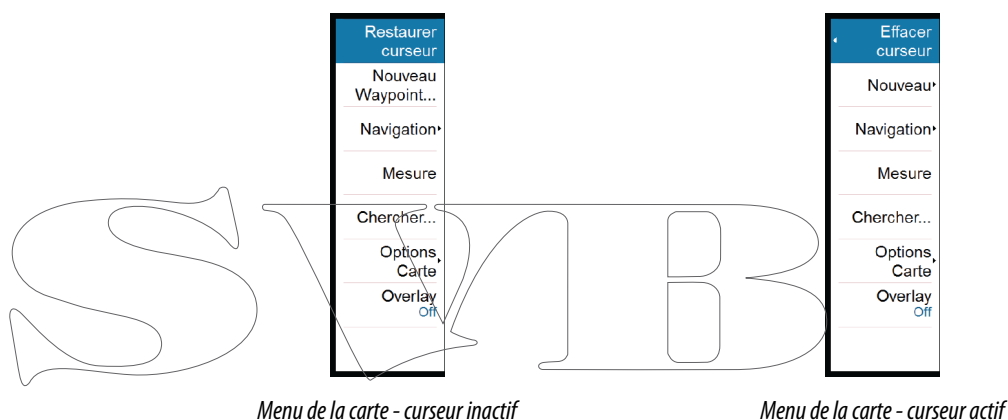 Restaurer
curseur
Nouveau
Waypoint...
Navigation
Mesure
Chercher...
Options
Carte
Overlay
Off
Menu de la carte - curseur inactif
Effacer
curseur
Nouveau
Navigation
Mesure
Chercher...
Options
Carte
Overlay
Off
Menu de la carte - curseur actif
SVB